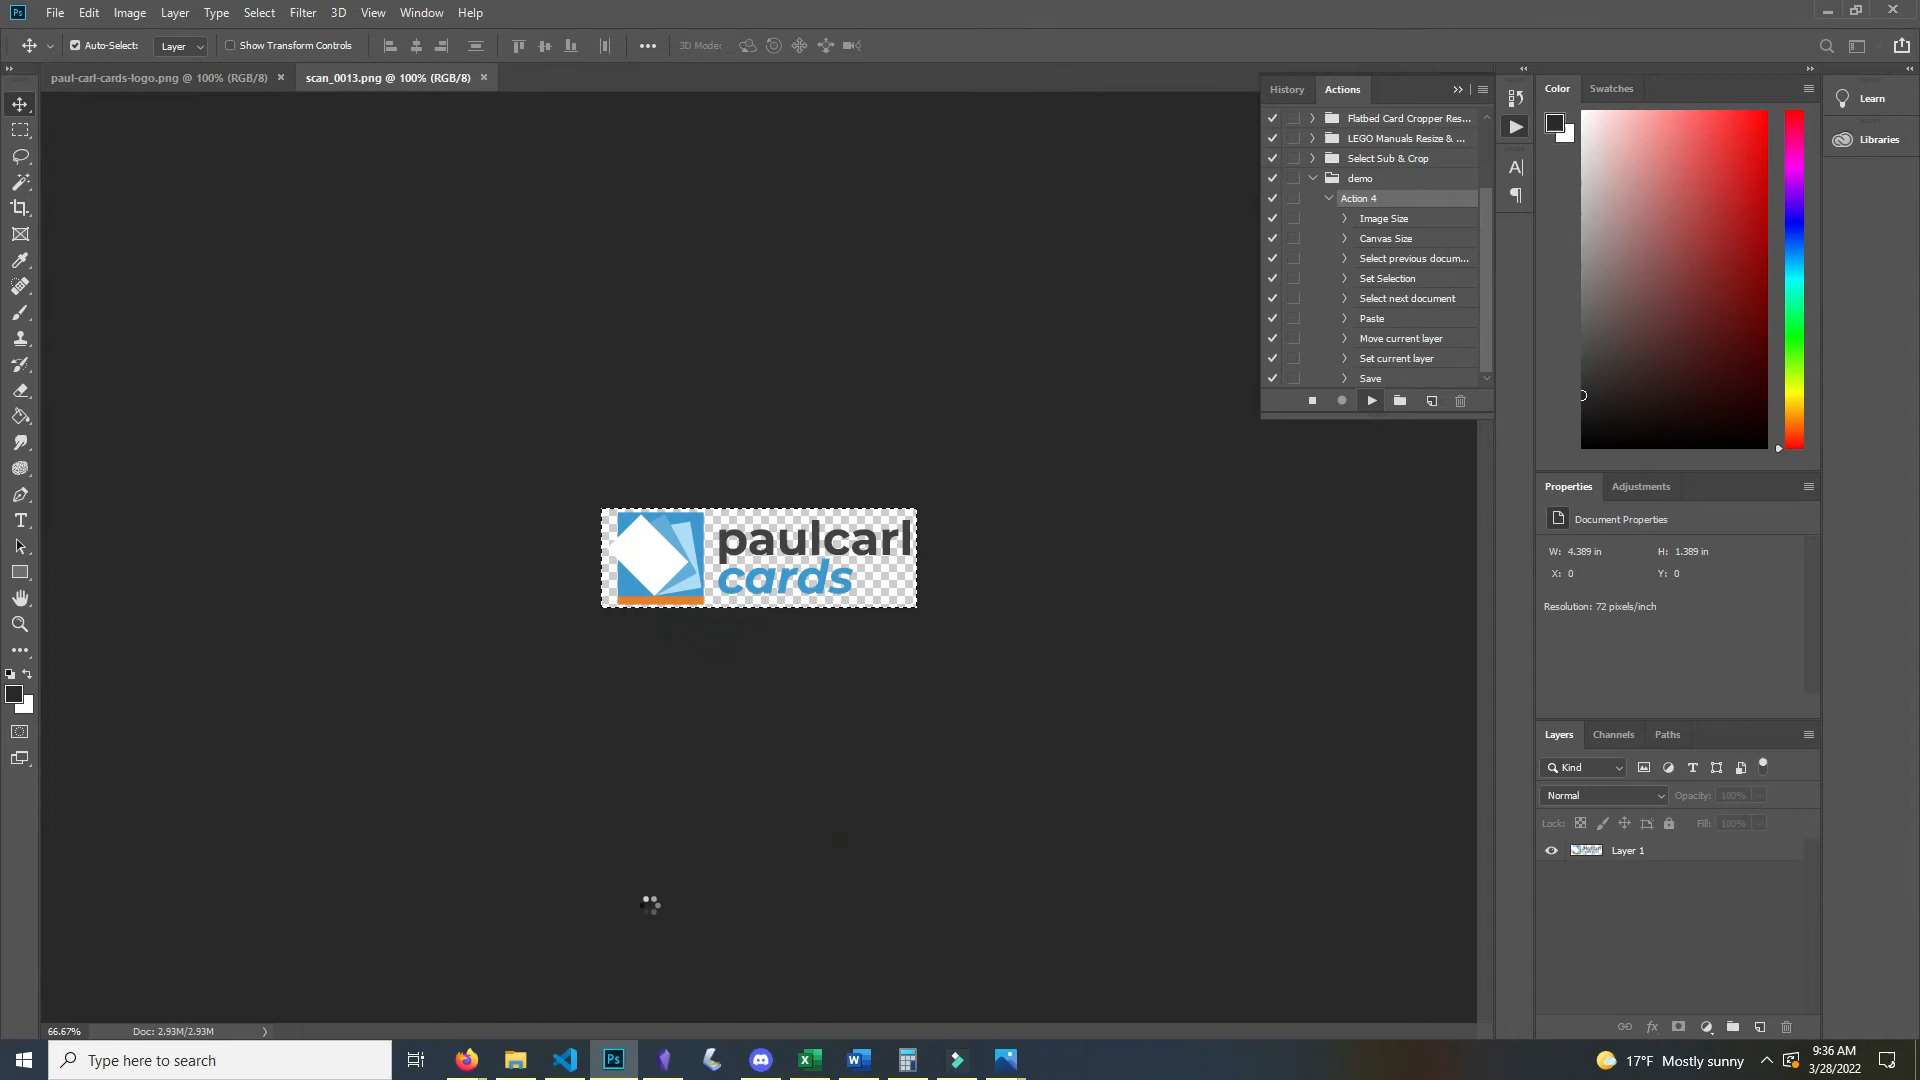 Ps File Edit Image Layer Type Select Filter 3D View Window Help
Auto-Select: Layer Show Transform Controls 3D Mode:
paul-carl-cards-logo.png @ 100% (RGB/8) × scan_0013.png @ 100% (RGB/8) ×
History Actions
Flatbed Card Cropper Res...
LEGO Manuals Resize & ...
Select Sub & Crop
demo
Action 4
Image Size
Canvas Size
Select previous docum...
Set Selection
Select next document
Paste
Move current layer
Set current layer
Save
Color Swatches
Learn
Libraries
paulcarl
cards
Properties Adjustments
Document Properties
W: 4.389 in H: 1.389 in
X: 0 Y: 0
Resolution: 72 pixels/inch
Layers Channels Paths
Kind
Normal Opacity: 100%
Lock: Fill: 100%
Layer 1
66.67% Doc: 2.93M/2.93M
Type here to search
17°F Mostly sunny
9:36 AM
3/28/2022